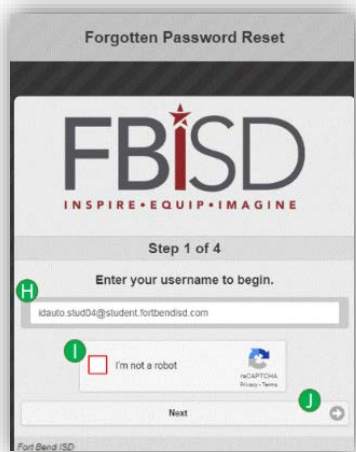 Forgotten Password Reset
FBISD
INSPIRE•EQUIP•IMAGINE
Step 1 of 4
Enter your username to begin.
H
idauto.stud04@student.fortbendisd.com
I
I'm not a robot
reCAPTCHA
Privacy - Terms
Next
J
Fort Bend ISD